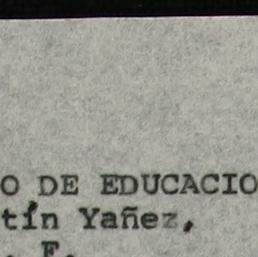 O DE EDUCACIO
tín Yañez,
. F.